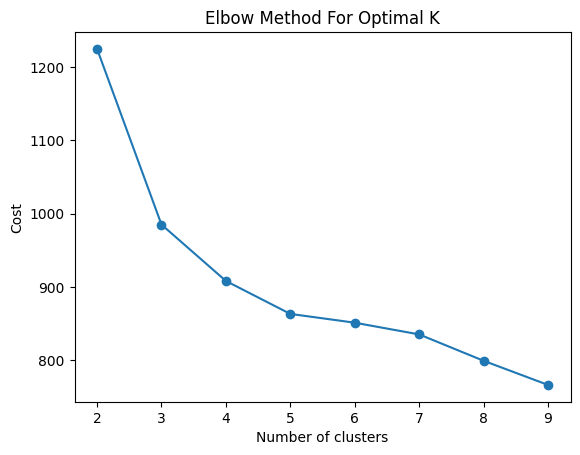 Elbow Method For Optimal K
1200
1100
1000
900
800
Cost
2 3 4 5 6 7 8 9
Number of clusters